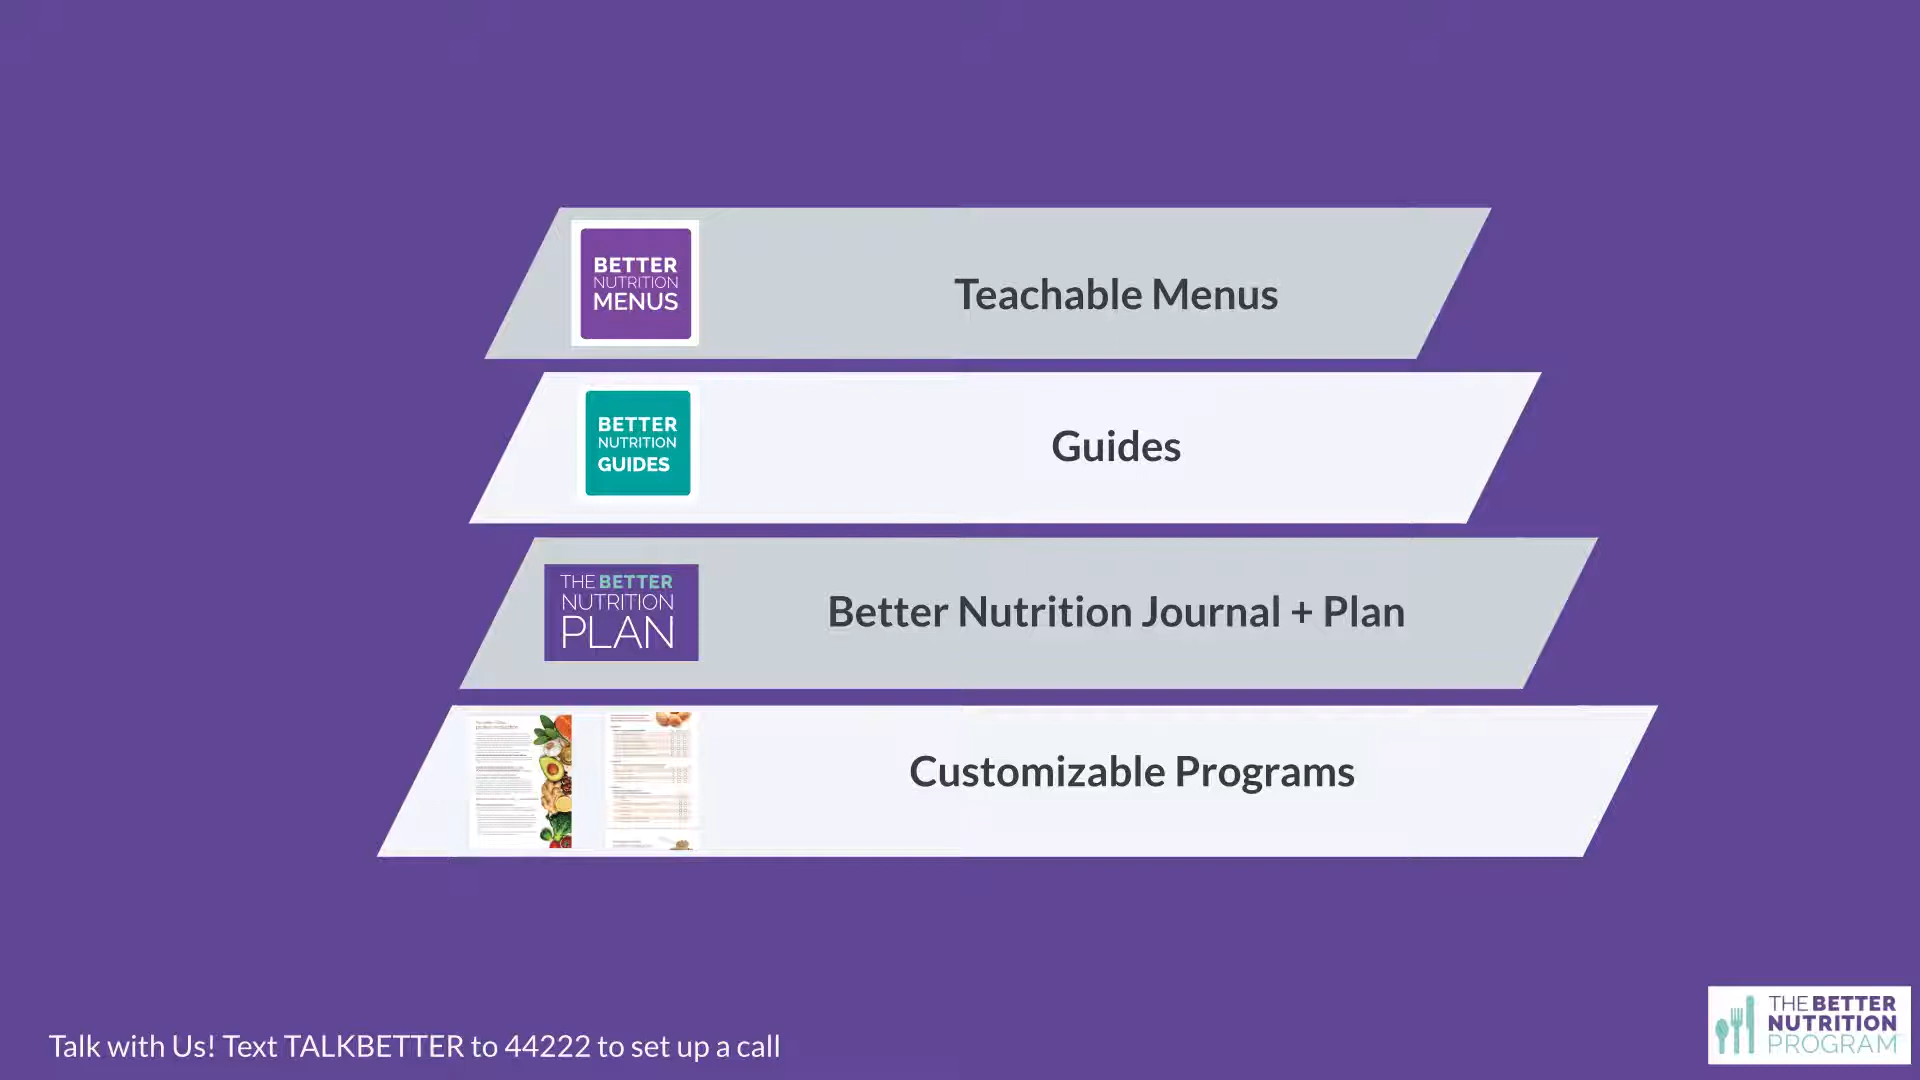 BETTER
NUTRITION
MENUS
Teachable Menus
BETTER
NUTRITION
GUIDES
Guides
THE BETTER
NUTRITION
PLAN
Better Nutrition Journal + Plan
Customizable Programs
Talk with Us! Text TALKBETTER to 44222 to set up a call
THE BETTER
NUTRITION
PROGRAM